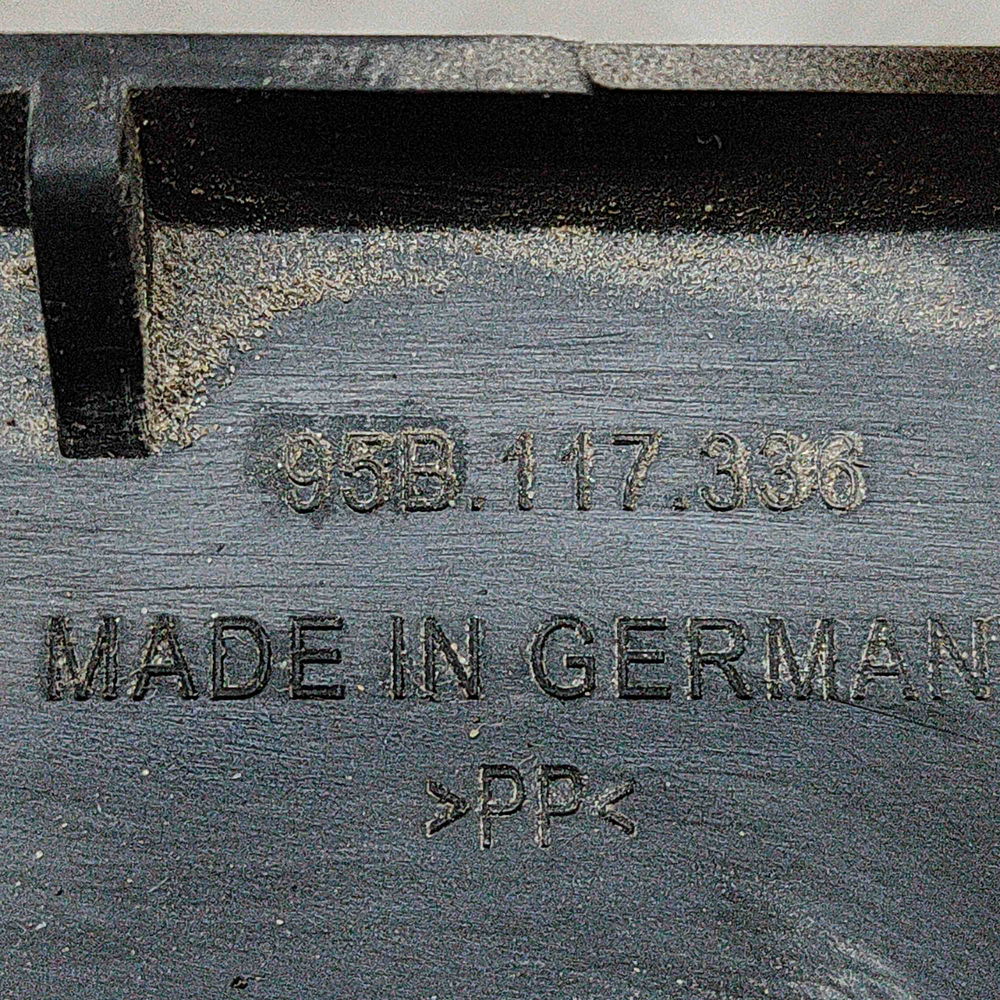 95B.117.336
MADE IN GERMAN
>PP<